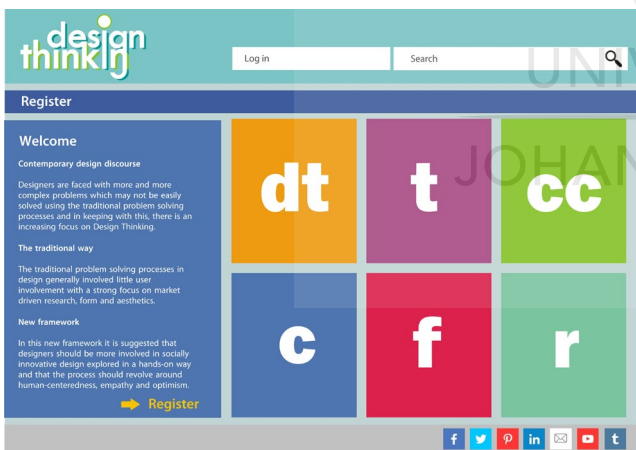 design
thinking
Log in
Search
UNIV
Register
JOHAN
Welcome
Contemporary design discourse
Designers are faced with more and more
complex problems which may not be easily
solved using the traditional problem solving
processes and in keeping with this, there is an
increasing focus on Design Thinking.
The traditional way
The traditional problem solving processes in
design generally involved little user
involvement with a strong focus on market
driven research, form and aesthetics.
New framework
In this new framework it is suggested that
designers should be more involved in socially
innovative design explored in a hands-on way
and that the process should revolve around
human-centeredness, empathy and optimism.
Register
dt
t
cc
c
f
r